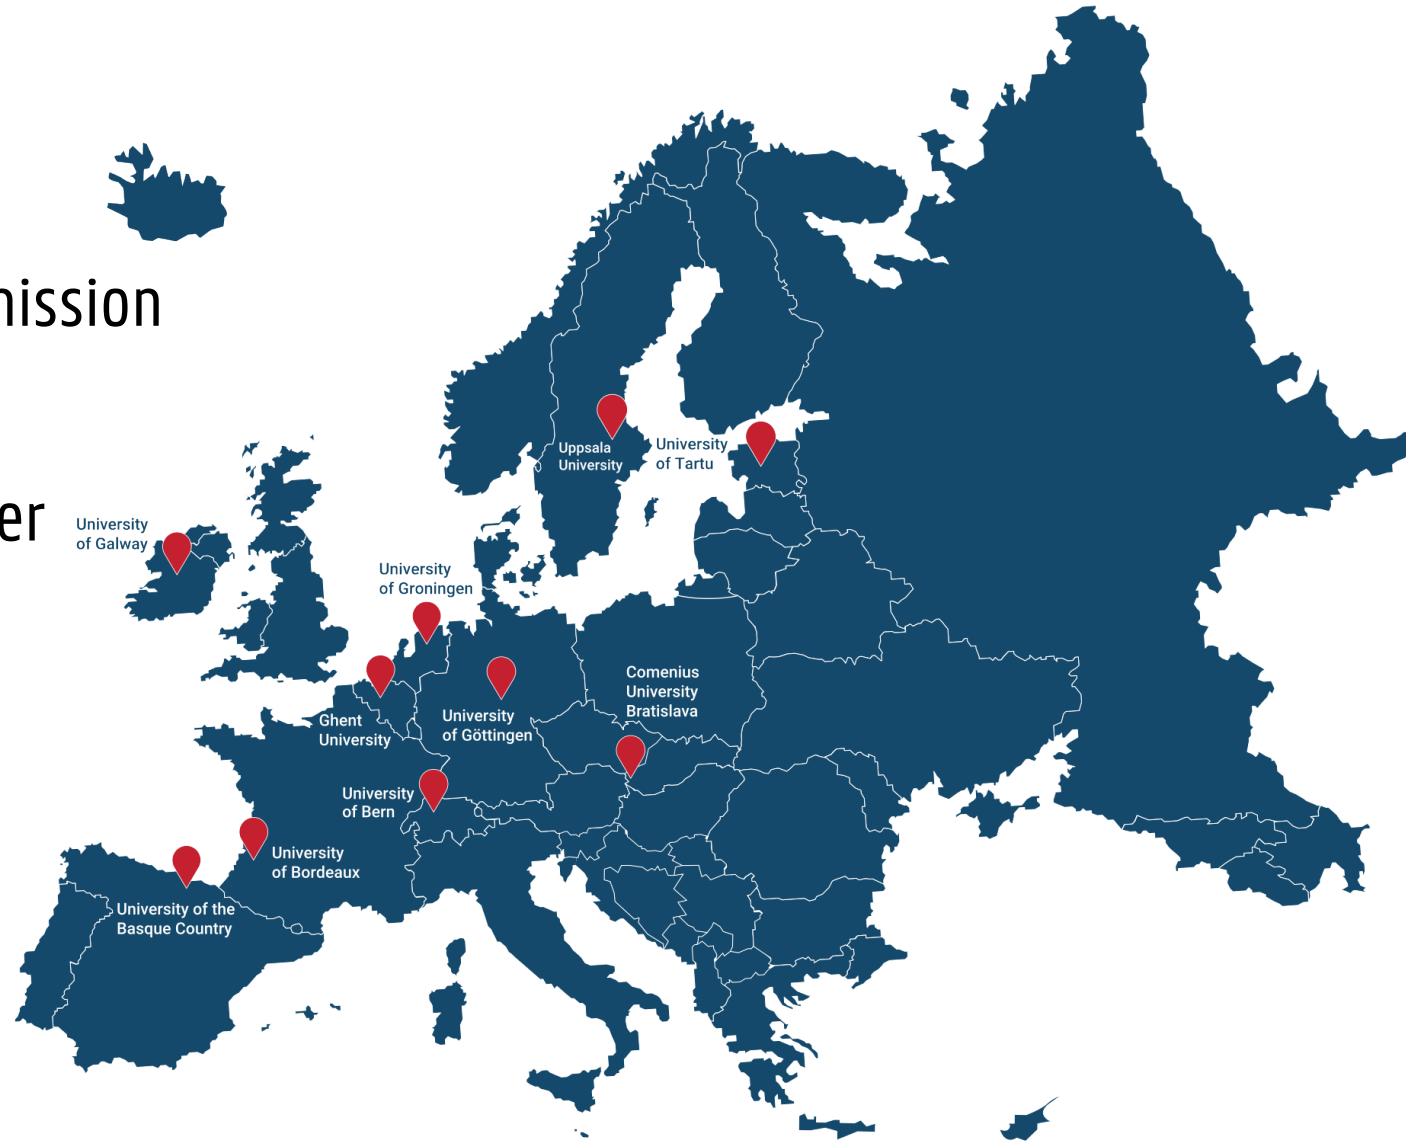 nission
er
Uppsala
University
University
of Tartu
University
of Galway
University
of Groningen
Comenius
University
Bratislava
Ghent
University
University
of Göttingen
University
of Bern
University
of Bordeaux
University of the
Basque Country